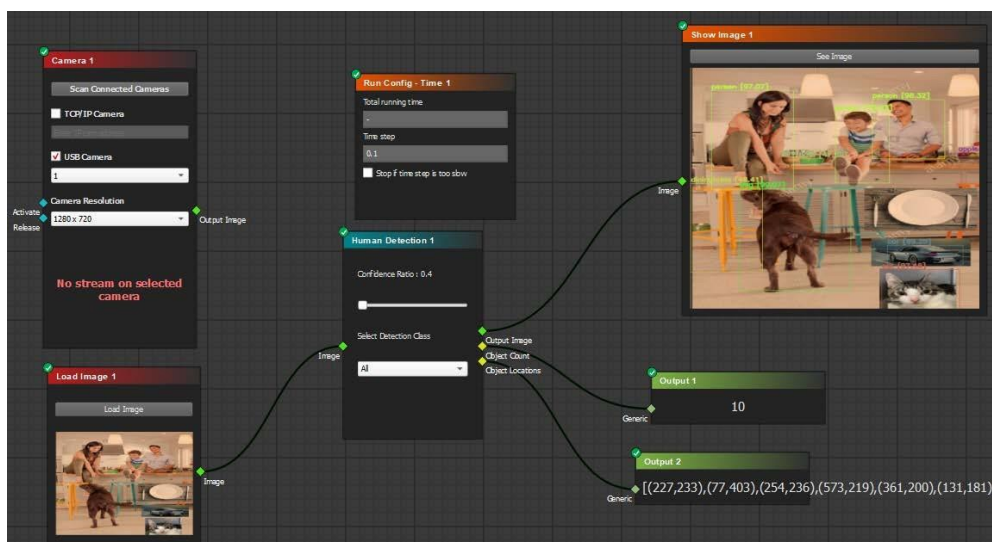 Camera 1
Scan Connected Cameras
TCP/IP Camera
USB Camera
1
Camera Resolution
1280 x 720
Activate
Release
Output Image
No stream on selected
camera
Load Image 1
Load Image
Image
Run Config - Time 1
Total running time
-
Time step
0.1
Stop if time step is too slow
Human Detection 1
Confidence Ratio : 0.4
Select Detection Class
All
Image
Output Image
Object Count
Object Locations
Show Image 1
See Image
Image
Output 1
10
Generic
Output 2
[(227,233),(77,403),(254,236),(573,219),(361,200),(131,181)
Generic